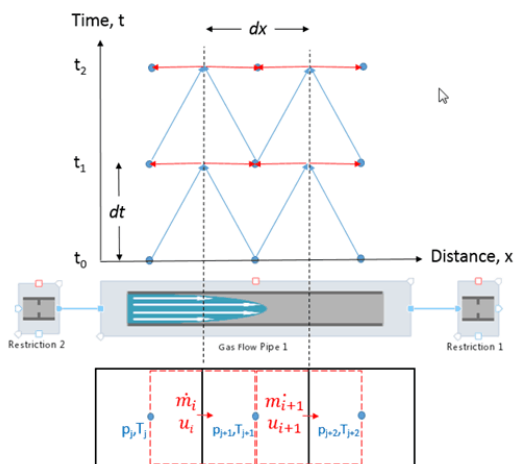 Time, t
dx
t₂
t₁
dt
t₀
Distance, x
Restriction 2
Gas Flow Pipe 1
Restriction 1
ṁᵢ
ṁᵢ₊₁
pⱼ,Tⱼ
uᵢ
pⱼ₊₁,Tⱼ₊₁
uᵢ₊₁
pⱼ₊₂,Tⱼ₊₂